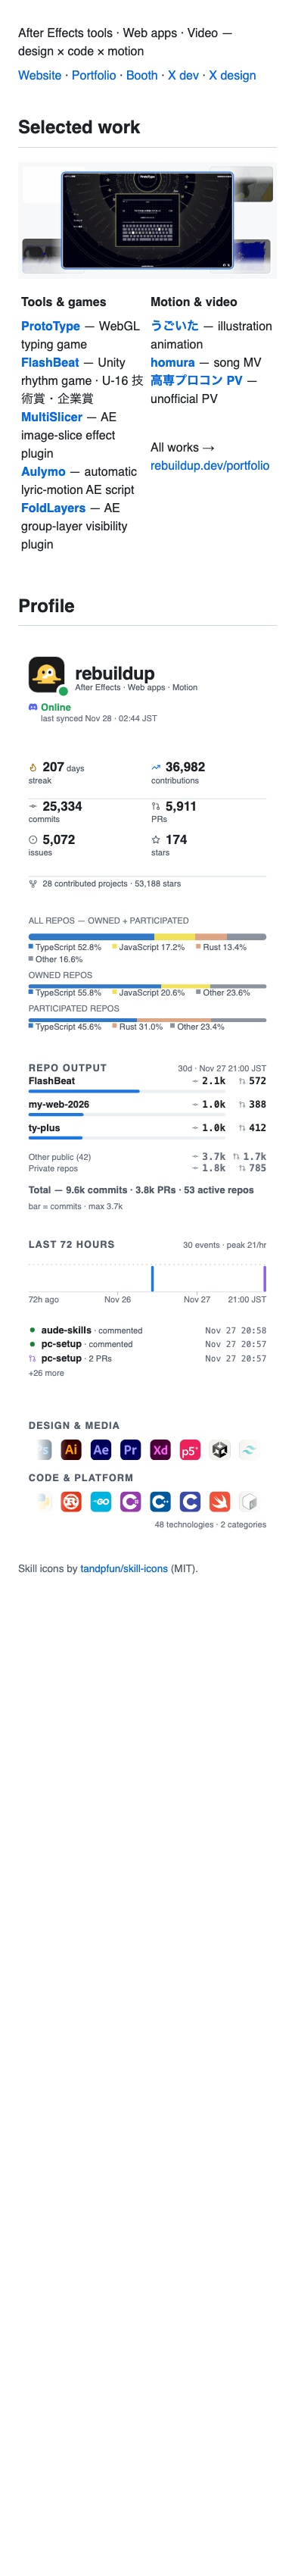 After Effects tools · Web apps · Video —
design × code × motion
Website · Portfolio · Booth · X dev · X design
Selected work
ProtoType
Tools & games
ProtoType — WebGL
typing game
FlashBeat — Unity
rhythm game · U-16 技
術賞・企業賞
MultiSlicer — AE
image-slice effect
plugin
Aulymo — automatic
lyric-motion AE script
FoldLayers — AE
group-layer visibility
plugin
Motion & video
うごいた — illustration
animation
homura — song MV
高専プロコン PV —
unofficial PV
All works →
rebuildup.dev/portfolio
Profile
rebuildup
After Effects · Web apps · Motion
Online
last synced Nov 28 · 02:44 JST
207 days
streak
36,982
contributions
25,334
commits
5,911
PRs
5,072
issues
174
stars
28 contributed projects · 53,188 stars
ALL REPOS — OWNED + PARTICIPATED
TypeScript 52.8% JavaScript 17.2% Rust 13.4%
Other 16.6%
OWNED REPOS
TypeScript 55.8% JavaScript 20.6% Other 23.6%
PARTICIPATED REPOS
TypeScript 45.6% Rust 31.0% Other 23.4%
REPO OUTPUT 30d · Nov 27 21:00 JST
FlashBeat 2.1k 572
my-web-2026 1.0k 388
ty-plus 1.0k 412
Other public (42) 3.7k 1.7k
Private repos 1.8k 785
Total — 9.6k commits · 3.8k PRs · 53 active repos
bar = commits · max 3.7k
LAST 72 HOURS 30 events · peak 21/hr
72h ago Nov 26 Nov 27 21:00 JST
aude-skills · commented Nov 27 20:58
pc-setup · commented Nov 27 20:57
pc-setup · 2 PRs Nov 27 20:57
+26 more
DESIGN & MEDIA
Ps Ai Ae Pr Xd p5*
CODE & PLATFORM
GO C# C++ C
48 technologies · 2 categories
Skill icons by tandpfun/skill-icons (MIT).